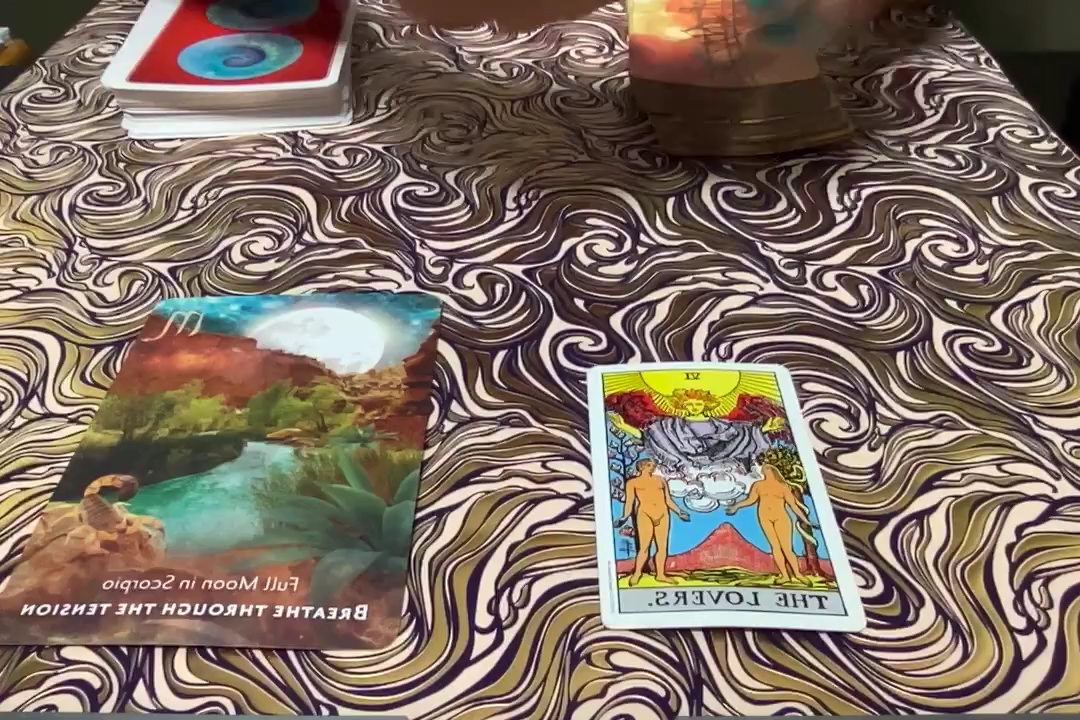 Full Moon in Scorpio
BREATHE THROUGH THE TENSION
VI
THE LOVERS.